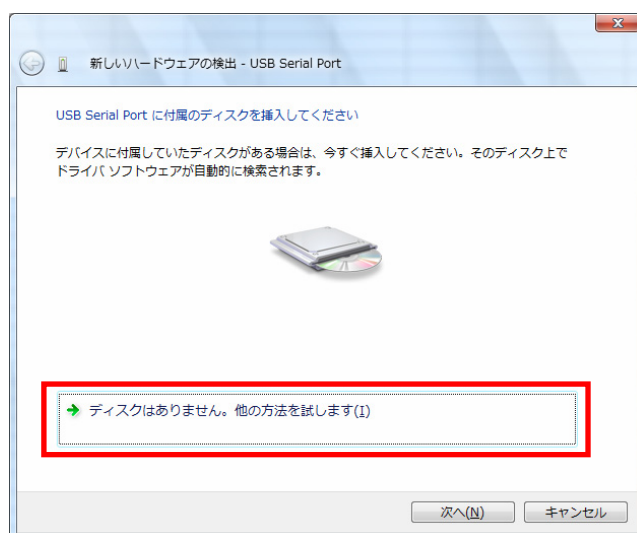 新しいハードウェアの検出 - USB Serial Port
USB Serial Port に付属のディスクを挿入してください
デバイスに付属していたディスクがある場合は、今すぐ挿入してください。そのディスク上で
ドライバ ソフトウェアが自動的に検索されます。
ディスクはありません。他の方法を試します(I)
次へ(N) キャンセル